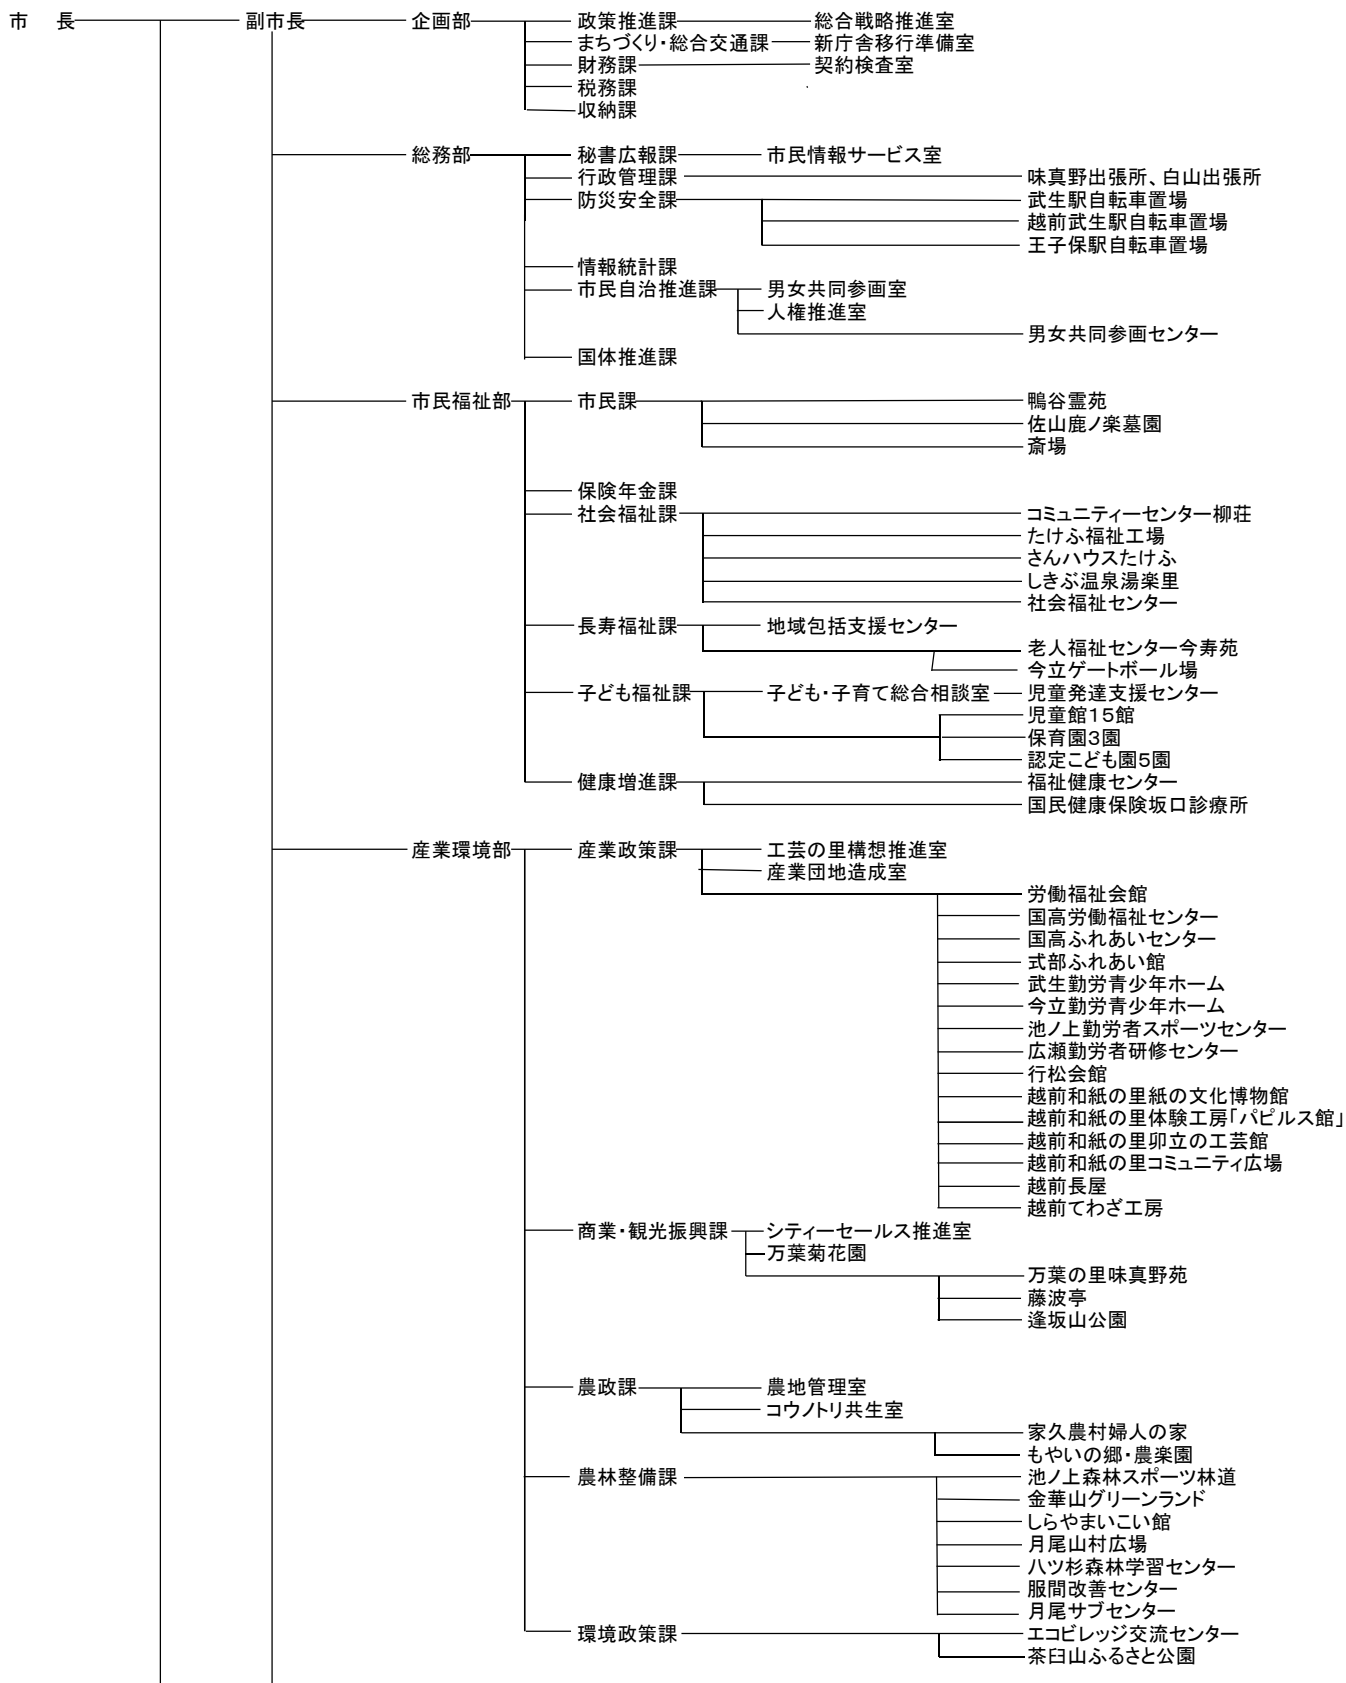 市　長　副市長　企画部　政策推進課　総合戦略推進室
まちづくり・総合交通課　新庁舎移行準備室
財務課　契約検査室
税務課
収納課
総務部　秘書広報課　市民情報サービス室
行政管理課　味真野出張所、白山出張所
防災安全課　武生駅自転車置場
越前武生駅自転車置場
王子保駅自転車置場
情報統計課
市民自治推進課　男女共同参画室
人権推進室
男女共同参画センター
国体推進課
市民福祉部　市民課　鴨谷霊苑
佐山鹿ノ楽墓園
斎場
保険年金課
社会福祉課　コミュニティーセンター柳荘
たけふ福祉工場
さんハウスたけふ
しきぶ温泉湯楽里
社会福祉センター
長寿福祉課　地域包括支援センター
老人福祉センター今寿苑
今立ゲートボール場
子ども福祉課　子ども・子育て総合相談室　児童発達支援センター
児童館15館
保育園3園
認定こども園5園
健康増進課　福祉健康センター
国民健康保険坂口診療所
産業環境部　産業政策課　工芸の里構想推進室
産業団地造成室
労働福祉会館
国高労働福祉センター
国高ふれあいセンター
式部ふれあい館
武生勤労青少年ホーム
今立勤労青少年ホーム
池ノ上勤労者スポーツセンター
広瀬勤労者研修センター
行松会館
越前和紙の里紙の文化博物館
越前和紙の里体験工房「パピルス館」
越前和紙の里卯立の工芸館
越前和紙の里コミュニティ広場
越前長屋
越前てわざ工房
商業・観光振興課　シティーセールス推進室
万葉菊花園
万葉の里味真野苑
藤波亭
逢坂山公園
農政課　農地管理室
コウノトリ共生室
家久農村婦人の家
もやいの郷・農楽園
農林整備課　池ノ上森林スポーツ林道
金華山グリーンランド
しらやまいこい館
月尾山村広場
八ツ杉森林学習センター
服間改善センター
月尾サブセンター
環境政策課　エコビレッジ交流センター
茶臼山ふるさと公園